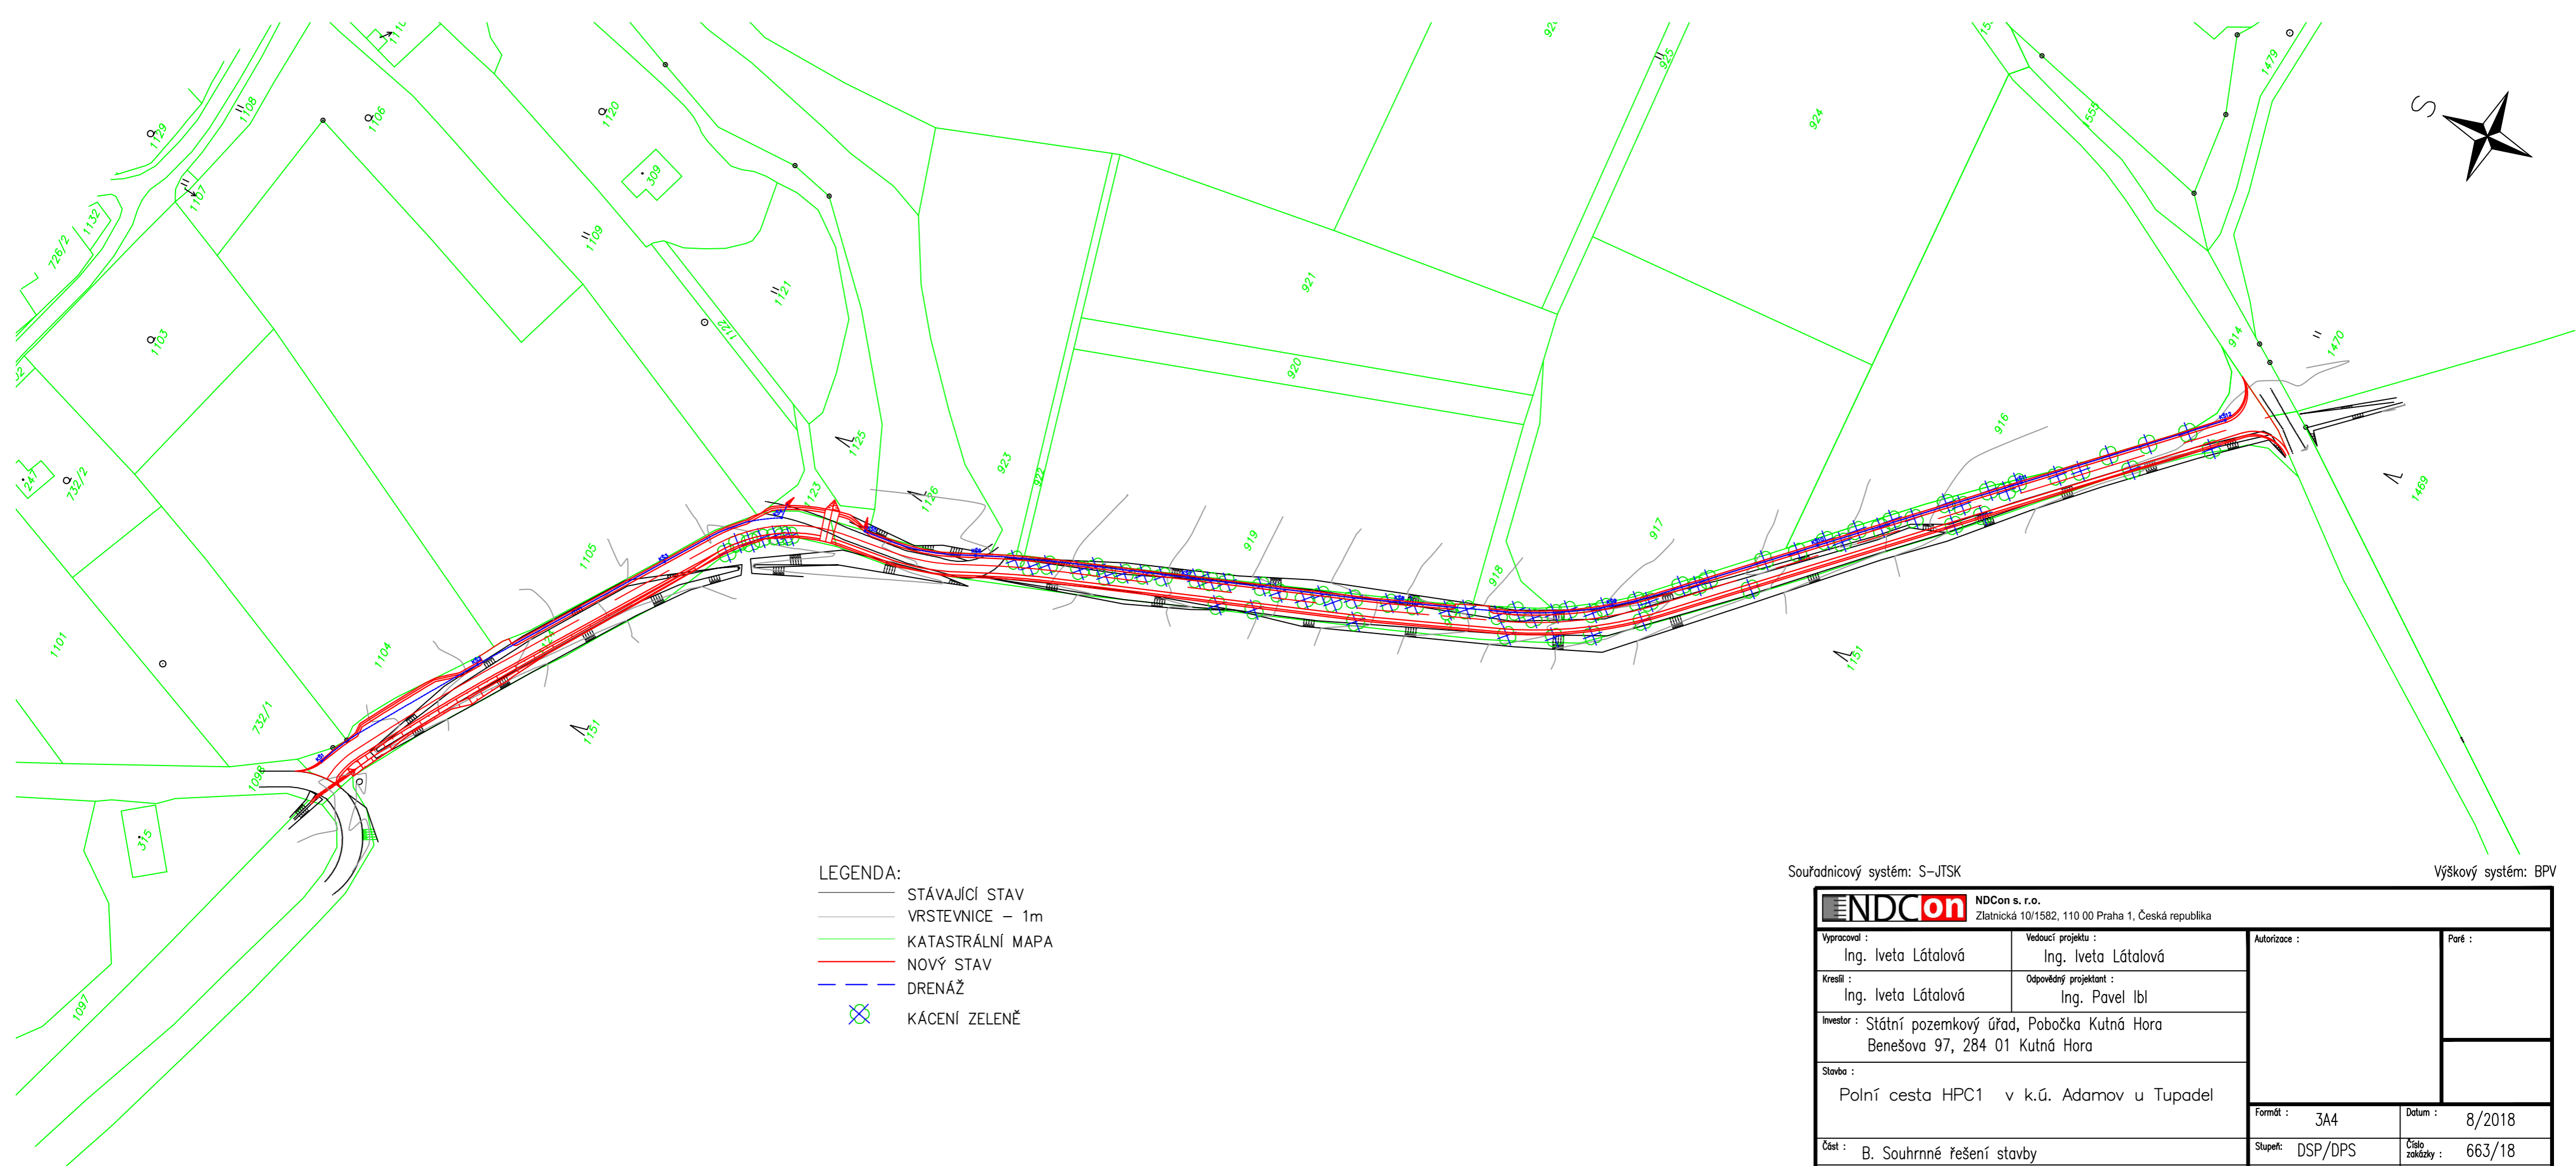 1110
1129
1108
1106
1120
309
1107
1132
726/2
1109
1103
1121
1122
925
924
1555
1479
S
921
920
914
1470
916
1125
923
922
1126
1123
247
732/2
1105
919
917
918
1469
1101
1104
1151
732/1
1151
1098
315
1097
LEGENDA:
STÁVAJÍCÍ STAV
VRSTEVNICE – 1m
KATASTRÁLNÍ MAPA
NOVÝ STAV
DRENÁŽ
KÁCENÍ ZELENĚ
Souřadnicový systém: S-JTSK
Výškový systém: BPV
NDCon
NDCon s. r.o.
Zlatnická 10/1582, 110 00 Praha 1, Česká republika
Vypracoval :
Ing. Iveta Látalová
Vedoucí projektu :
Ing. Iveta Látalová
Autorizace :
Paré :
Kreslil :
Ing. Iveta Látalová
Odpovědný projektant :
Ing. Pavel Ibl
Investor : Státní pozemkový úřad, Pobočka Kutná Hora
Benešova 97, 284 01 Kutná Hora
Stavba :
Polní cesta HPC1 v k.ú. Adamov u Tupadel
Formát :
3A4
Datum :
8/2018
Část : B. Souhrnné řešení stavby
Stupeň: DSP/DPS
Číslo zakázky : 663/18